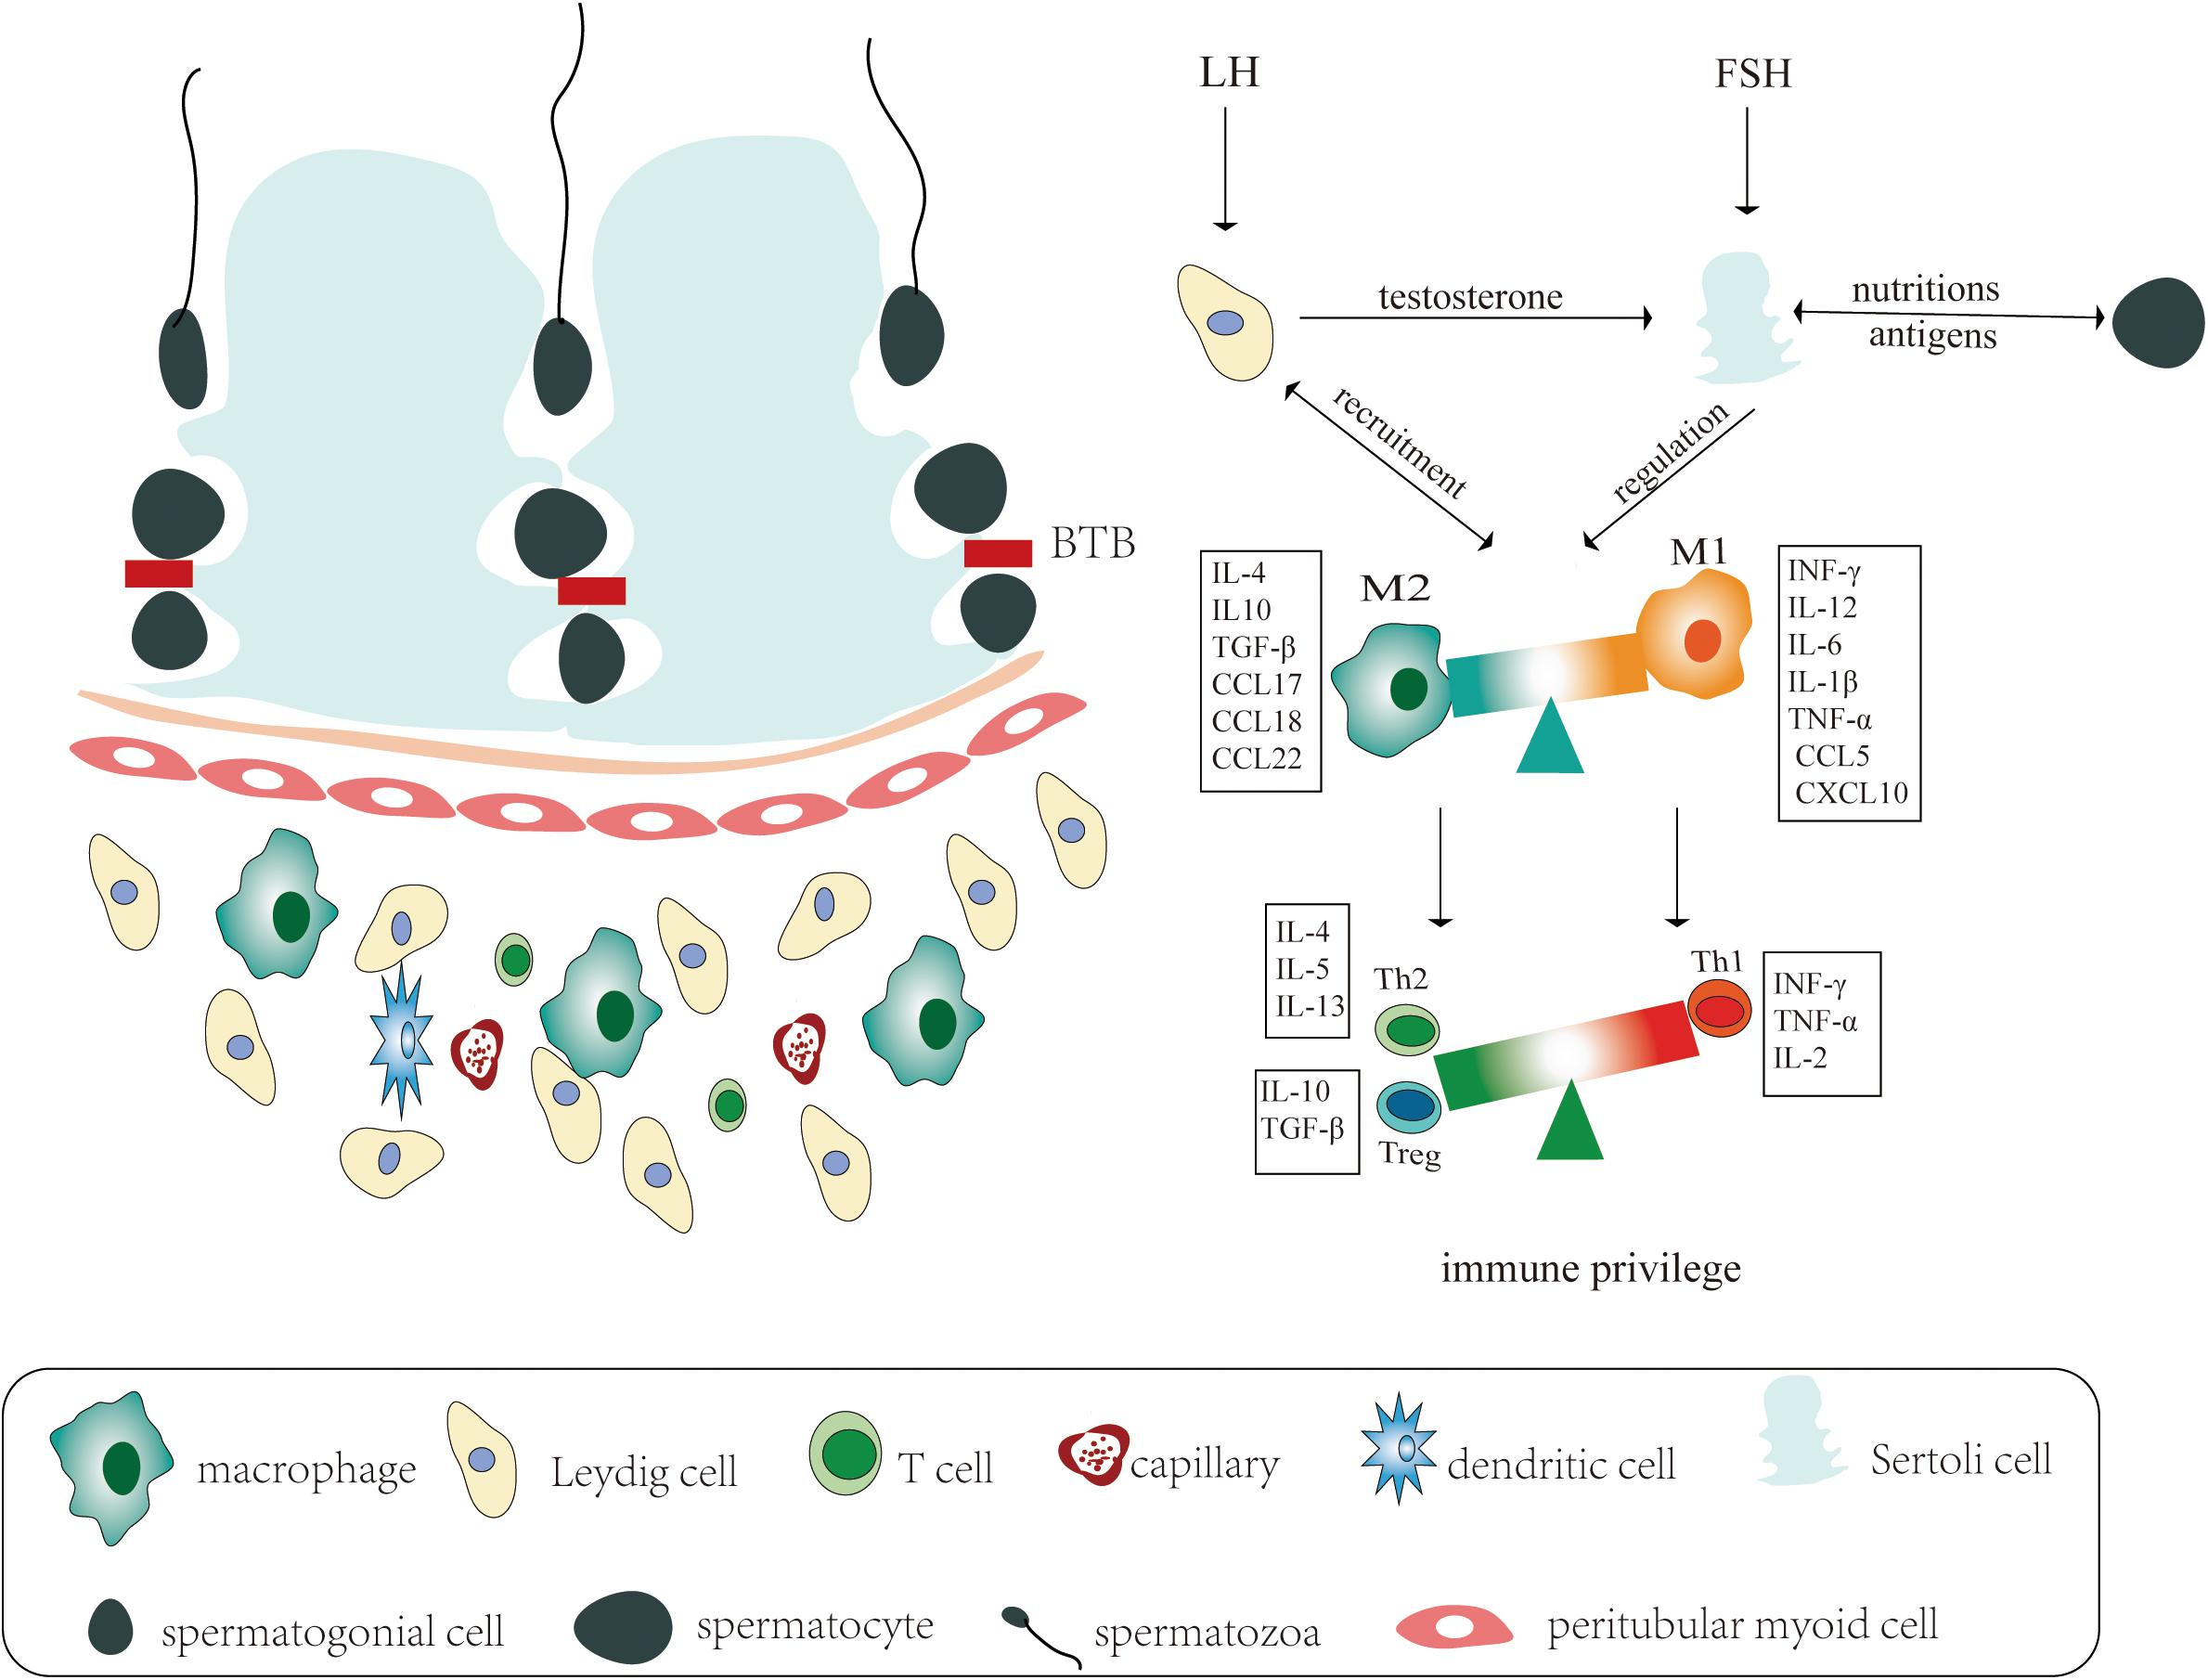 LH
FSH
testosterone
nutritions
antigens
recruitment
regulation
BTB
M2
M1
IL-4
IL10
TGF-β
CCL17
CCL18
CCL22
INF-γ
IL-12
IL-6
IL-1β
TNF-α
CCL5
CXCL10
IL-4
IL-5
IL-13
Th2
Th1
INF-γ
TNF-α
IL-2
IL-10
TGF-β
Treg
immune privilege
macrophage
Leydig cell
T cell
capillary
dendritic cell
Sertoli cell
spermatogonial cell
spermatocyte
spermatozoa
peritubular myoid cell